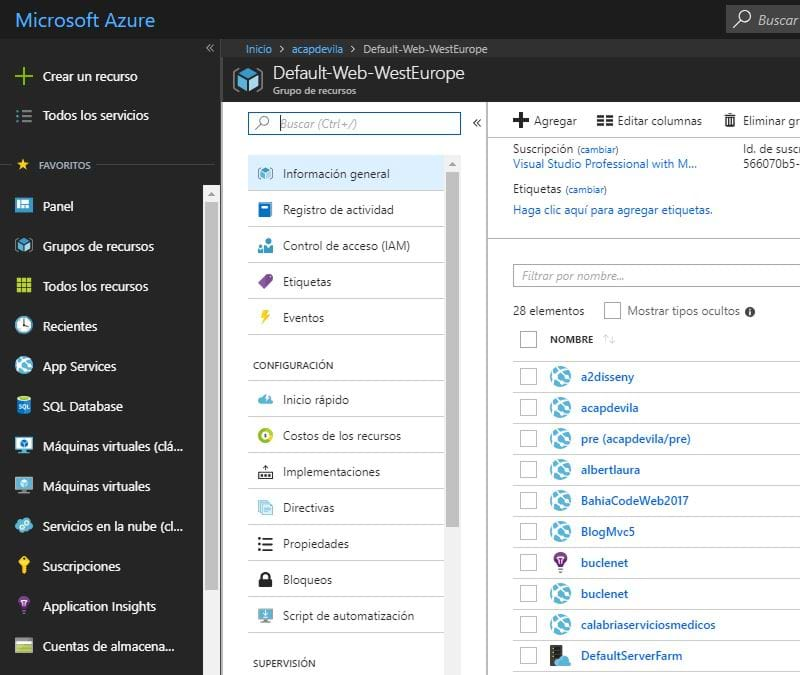 Microsoft Azure
Buscar
Crear un recurso
Todos los servicios
FAVORITOS
Panel
Grupos de recursos
Todos los recursos
Recientes
App Services
SQL Database
Máquinas virtuales (clá...
Máquinas virtuales
Servicios en la nube (cl...
Suscripciones
Application Insights
Cuentas de almacena...
Inicio > acapdevila > Default-Web-WestEurope
Default-Web-WestEurope
Grupo de recursos
Buscar (Ctrl+/)
Información general
Registro de actividad
Control de acceso (IAM)
Etiquetas
Eventos
CONFIGURACIÓN
Inicio rápido
Costos de los recursos
Implementaciones
Directivas
Propiedades
Bloqueos
Script de automatización
SUPERVISIÓN
Agregar Editar columnas Eliminar gr
Suscripción (cambiar) Id. de susc
Visual Studio Professional with M... 566070b5-
Etiquetas (cambiar)
Haga clic aquí para agregar etiquetas.
Filtrar por nombre...
28 elementos Mostrar tipos ocultos
NOMBRE
a2disseny
acapdevila
pre (acapdevila/pre)
albertlaura
BahiaCodeWeb2017
BlogMvc5
buclenet
buclenet
calabriaserviciosmedicos
DefaultServerFarm